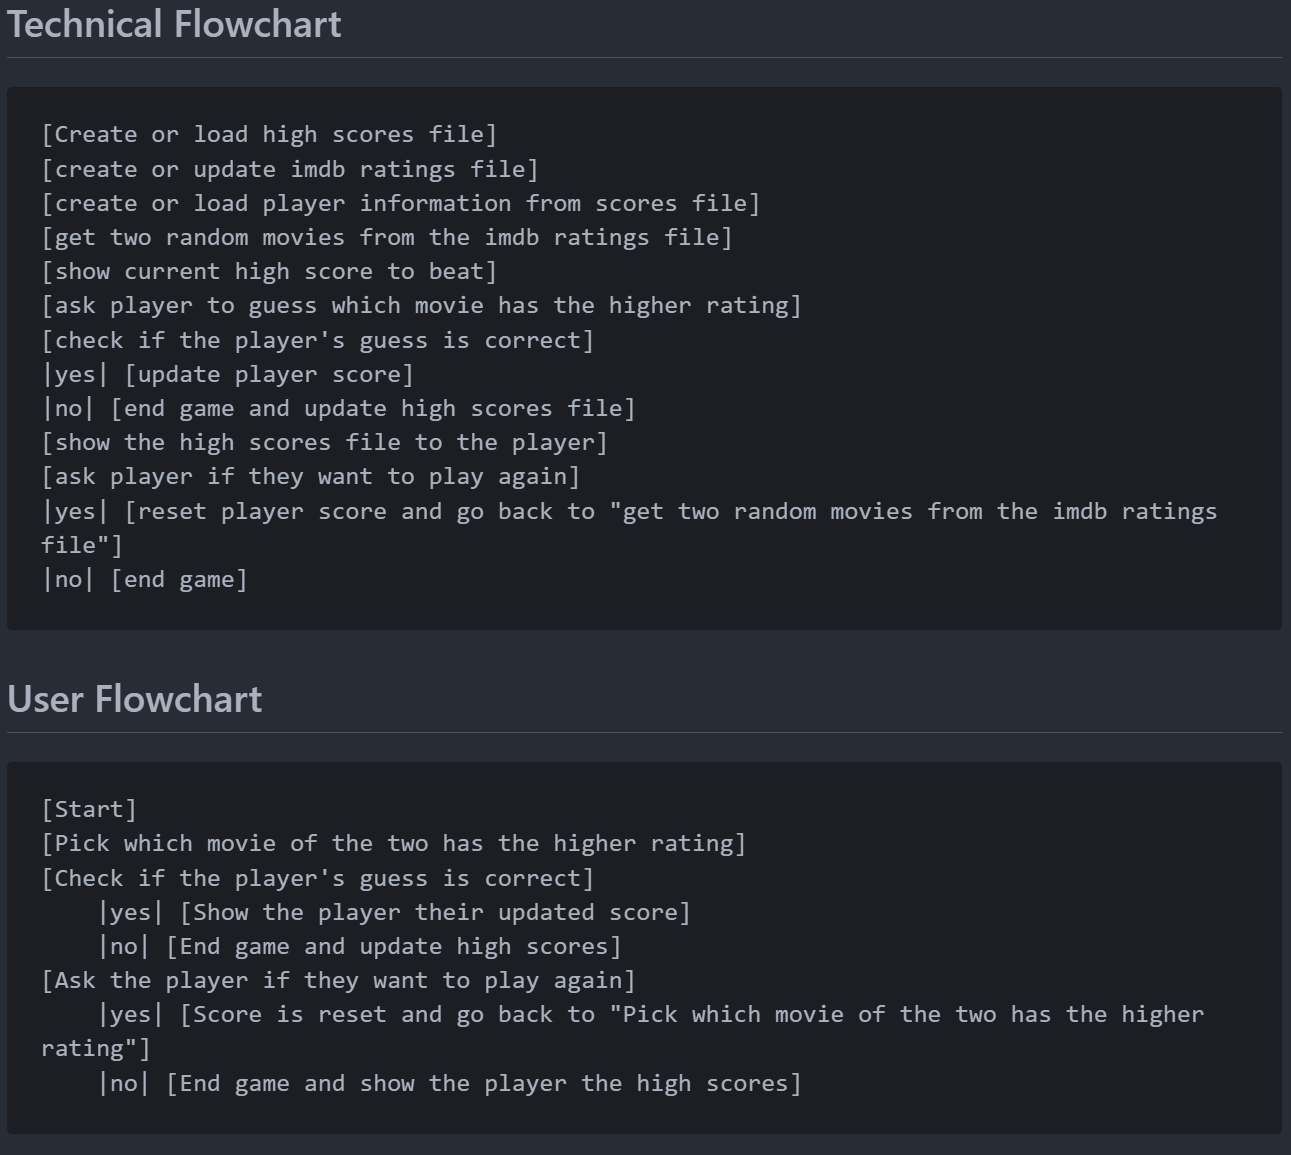 Technical Flowchart
[Create or load high scores file]
[create or update imdb ratings file]
[create or load player information from scores file]
[get two random movies from the imdb ratings file]
[show current high score to beat]
[ask player to guess which movie has the higher rating]
[check if the player's guess is correct]
|yes| [update player score]
|no| [end game and update high scores file]
[show the high scores file to the player]
[ask player if they want to play again]
|yes| [reset player score and go back to "get two random movies from the imdb ratings
file"]
|no| [end game]
User Flowchart
[Start]
[Pick which movie of the two has the higher rating]
[Check if the player's guess is correct]
    |yes| [Show the player their updated score]
    |no| [End game and update high scores]
[Ask the player if they want to play again]
    |yes| [Score is reset and go back to "Pick which movie of the two has the higher
rating"]
    |no| [End game and show the player the high scores]